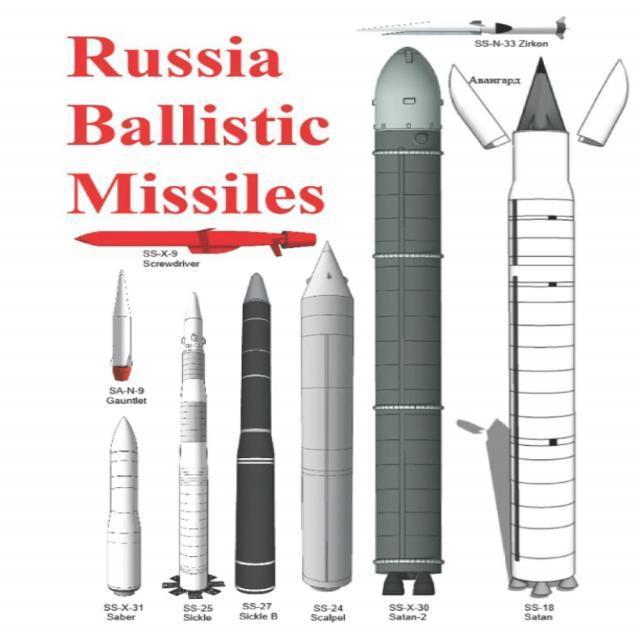 Russia
Ballistic
Missiles
SS-N-33 Zirkon
Авангард
SS-X-9
Screwdriver
SA-N-9
Gauntlet
SS-X-31
Saber
SS-25
Sickle
SS-27
Sickle B
SS-24
Scalpel
SS-X-30
Satan-2
SS-18
Satan